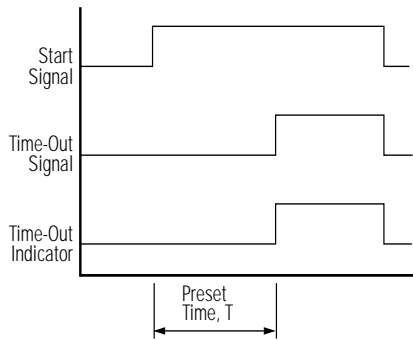 Start
Signal
Time-Out
Signal
Time-Out
Indicator
Preset
Time, T